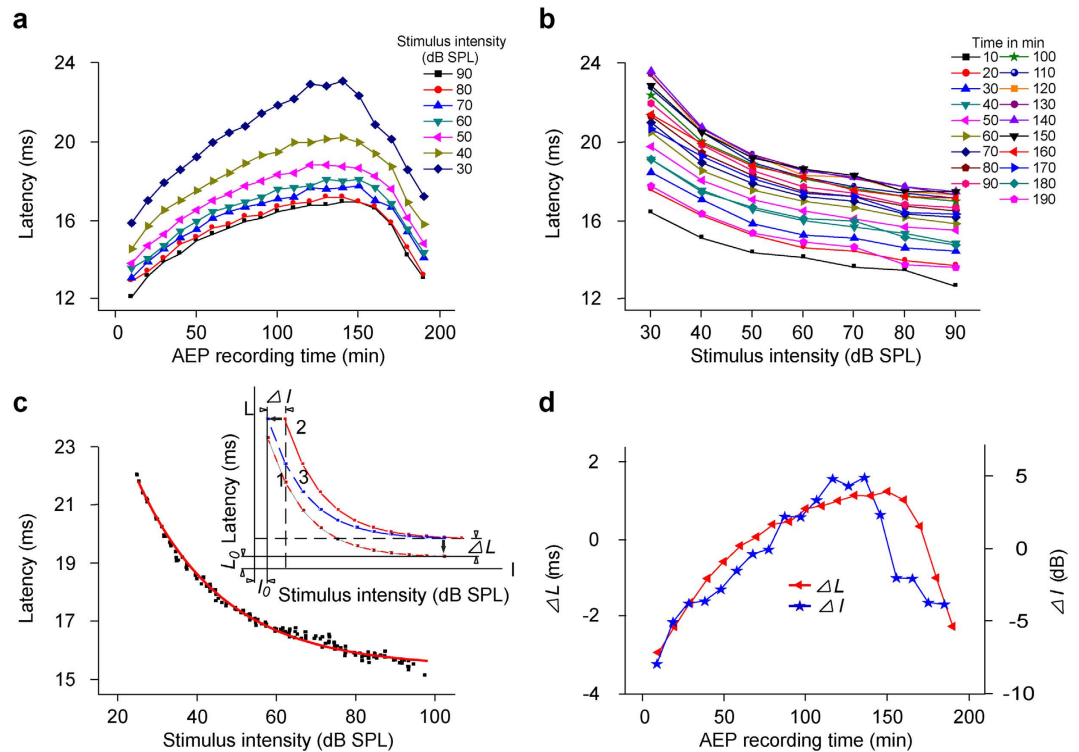 a
Stimulus intensity
(dB SPL)
90
80
70
60
50
40
30
24
20
16
12
Latency (ms)
0 50 100 150 200
AEP recording time (min)
b
Time in min
10 100
20 110
30 120
40 130
50 140
60 150
70 160
80 170
90 180
190
24
20
16
12
Latency (ms)
30 40 50 60 70 80 90
Stimulus intensity (dB SPL)
c
23
21
19
17
15
Latency (ms)
20 40 60 80 100
Stimulus intensity (dB SPL)
△ I
L
2
1
3
Latency (ms)
△ L
L0
I
I0
Stimulus intensity (dB SPL)
d
2
0
-2
-4
△L (ms)
5
0
-5
-10
△ I (dB)
△ L
△ I
0 50 100 150 200
AEP recording time (min)